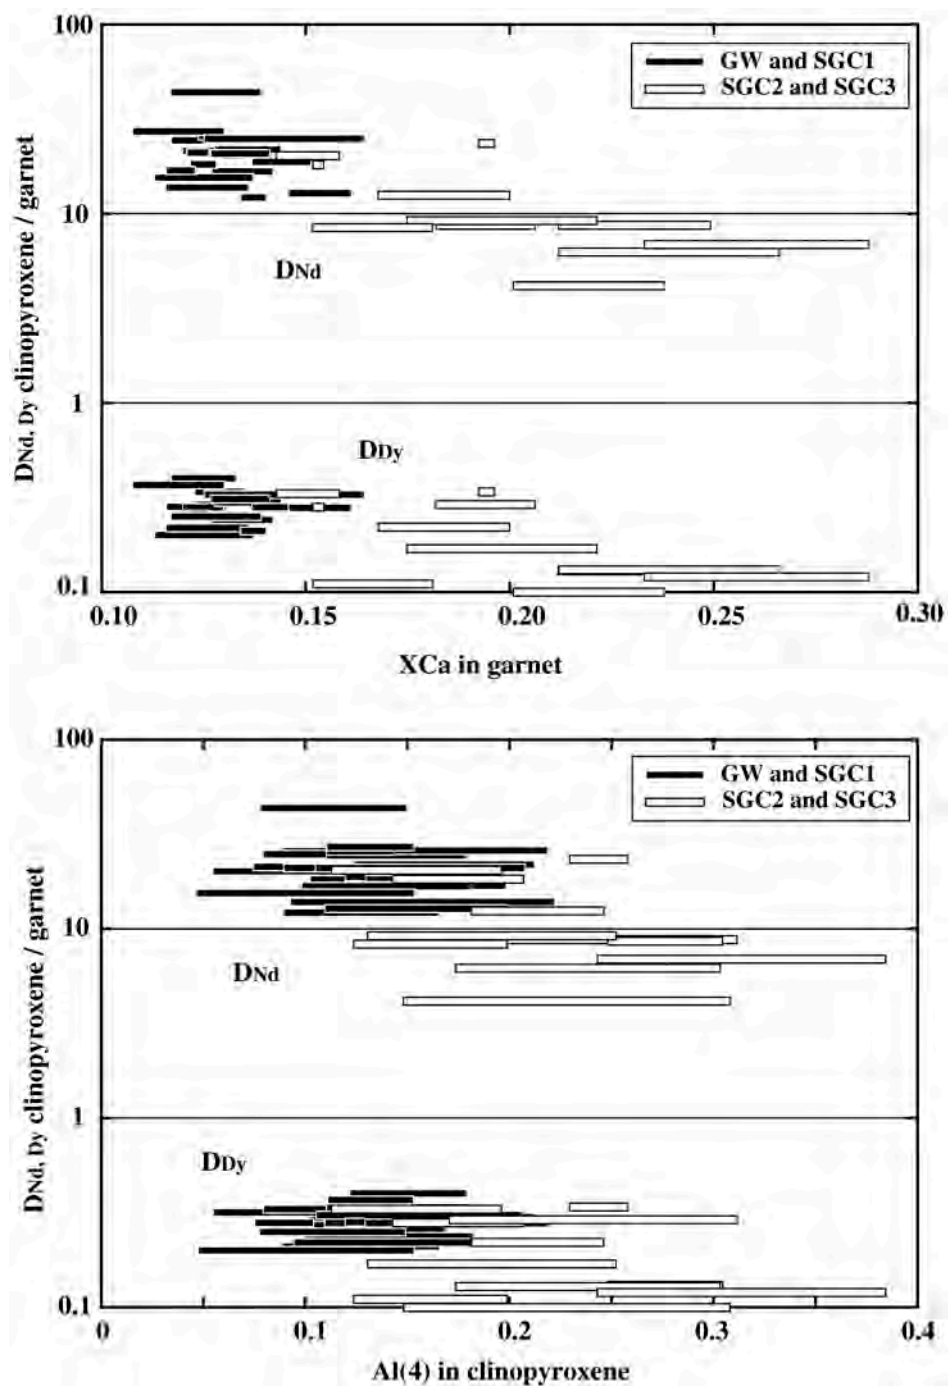 100
GW and SGC1
SGC2 and SGC3
10
DNd
1
DDy
0.1
0.10 0.15 0.20 0.25 0.30
XCa in garnet
DNd, Dy clinopyroxene / garnet
100
GW and SGC1
SGC2 and SGC3
10
DNd
1
DDy
0.1
0 0.1 0.2 0.3 0.4
Al(4) in clinopyroxene
DNd, Dy clinopyroxene / garnet